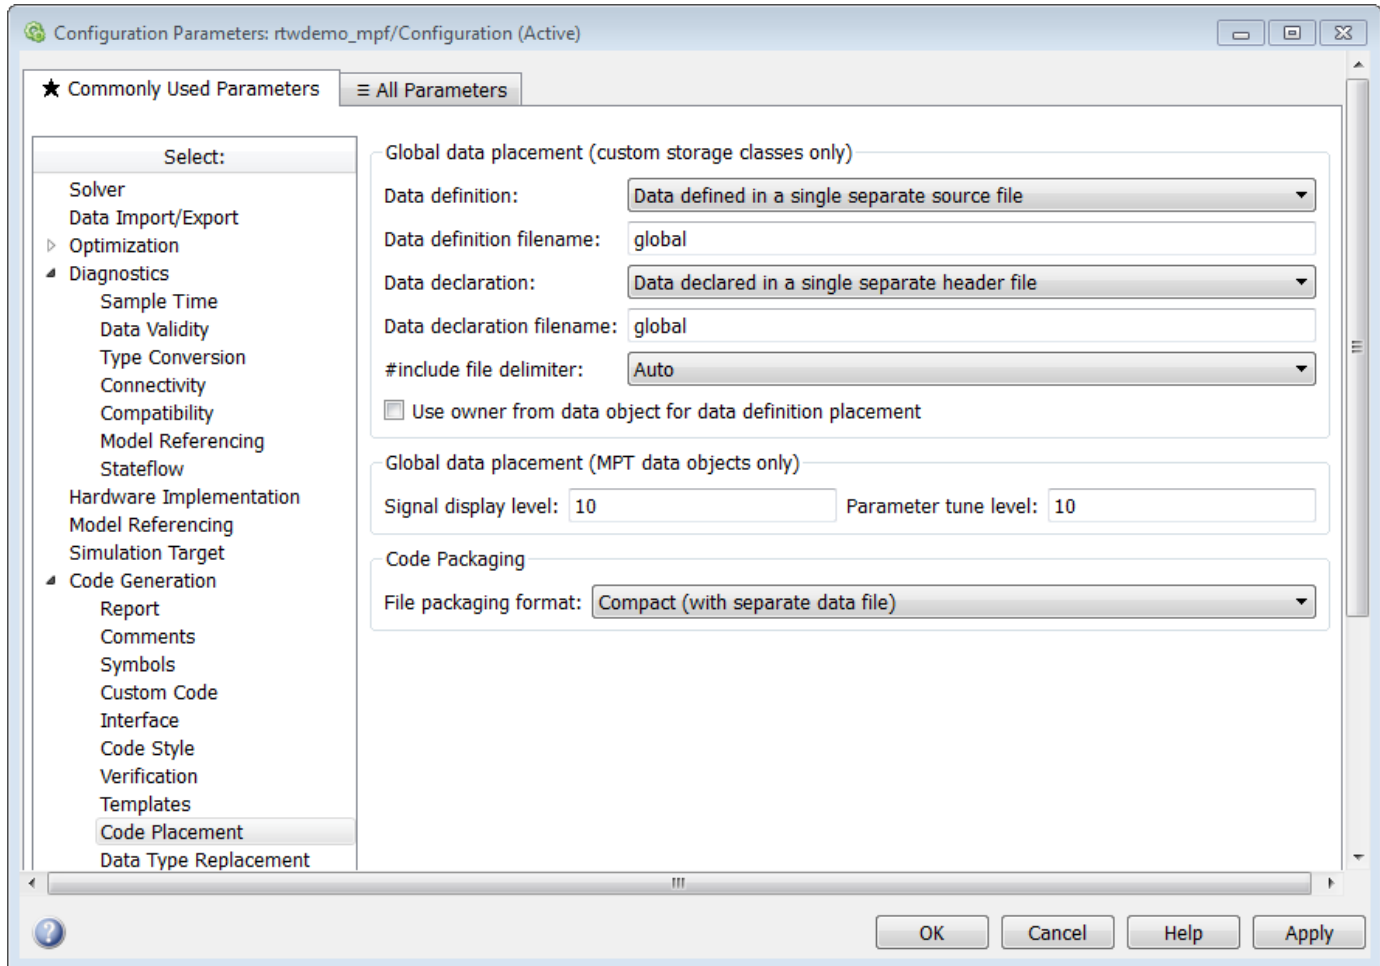 Configuration Parameters: rtwdemo_mpf/Configuration (Active)
★ Commonly Used Parameters
≡ All Parameters
Select:
Solver
Data Import/Export
Optimization
Diagnostics
Sample Time
Data Validity
Type Conversion
Connectivity
Compatibility
Model Referencing
Stateflow
Hardware Implementation
Model Referencing
Simulation Target
Code Generation
Report
Comments
Symbols
Custom Code
Interface
Code Style
Verification
Templates
Code Placement
Data Type Replacement
Global data placement (custom storage classes only)
Data definition: Data defined in a single separate source file
Data definition filename: global
Data declaration: Data declared in a single separate header file
Data declaration filename: global
#include file delimiter: Auto
Use owner from data object for data definition placement
Global data placement (MPT data objects only)
Signal display level: 10 Parameter tune level: 10
Code Packaging
File packaging format: Compact (with separate data file)
? OK Cancel Help Apply